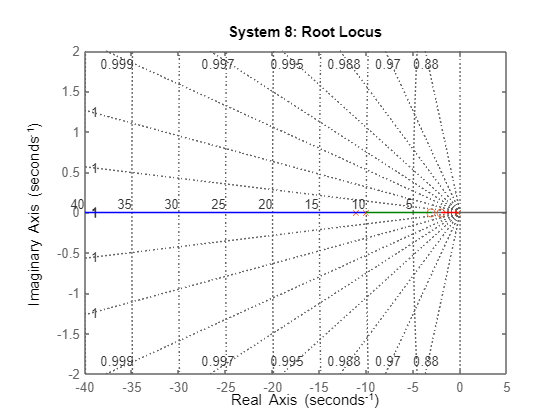 System 8: Root Locus
Imaginary Axis (seconds-1)
2
1.5
1
0.5
0
-0.5
-1
-1.5
-2
0.999 0.997 0.995 0.988 0.97 0.88
1
1
40 35 30 25 20 15 10 5
1
1
1
0.999 0.997 0.995 0.988 0.97 0.88
-40 -35 -30 -25 -20 -15 -10 -5 0 5
Real Axis (seconds-1)